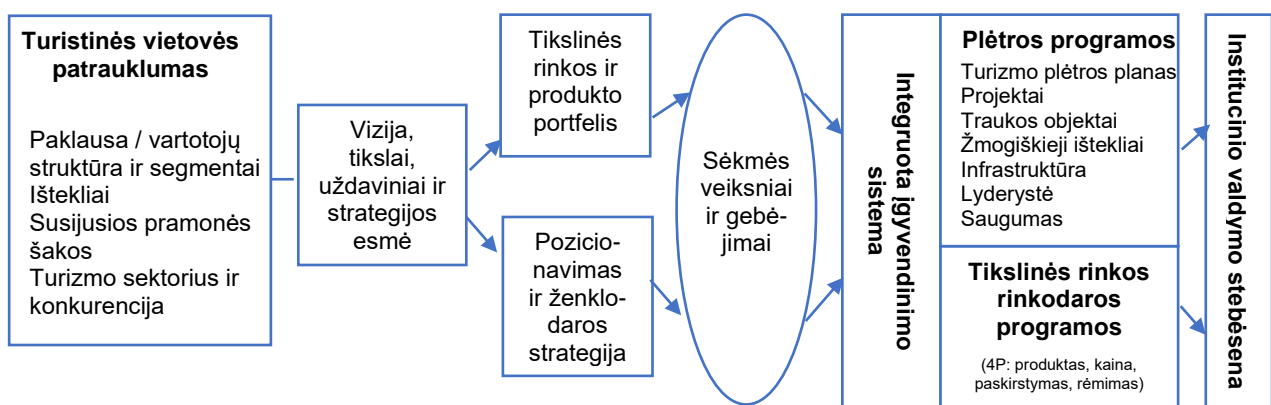 Turistinės vietovės
patrauklumas
Paklausa / vartotojų
struktūra ir segmentai
Ištekliai
Susijusios pramonės
šakos
Turizmo sektorius ir
konkurencija
Vizija,
tikslai,
uždaviniai ir
strategijos
esmė
Tikslinės
rinkos ir
produkto
portfelis
Pozicio-
navimas
ir ženklo-
daros
strategija
Sėkmės
veiksniai
ir gebė-
jimai
Integruota įgyvendinimo
sistema
Plėtros programos
Turizmo plėtros planas
Projektai
Traukos objektai
Žmogiškieji ištekliai
Infrastruktūra
Lyderystė
Saugumas
Tikslinės rinkos
rinkodaros
programos
(4P: produktas, kaina,
paskirstymas, rėmimas)
Institucinio valdymo stebėsena